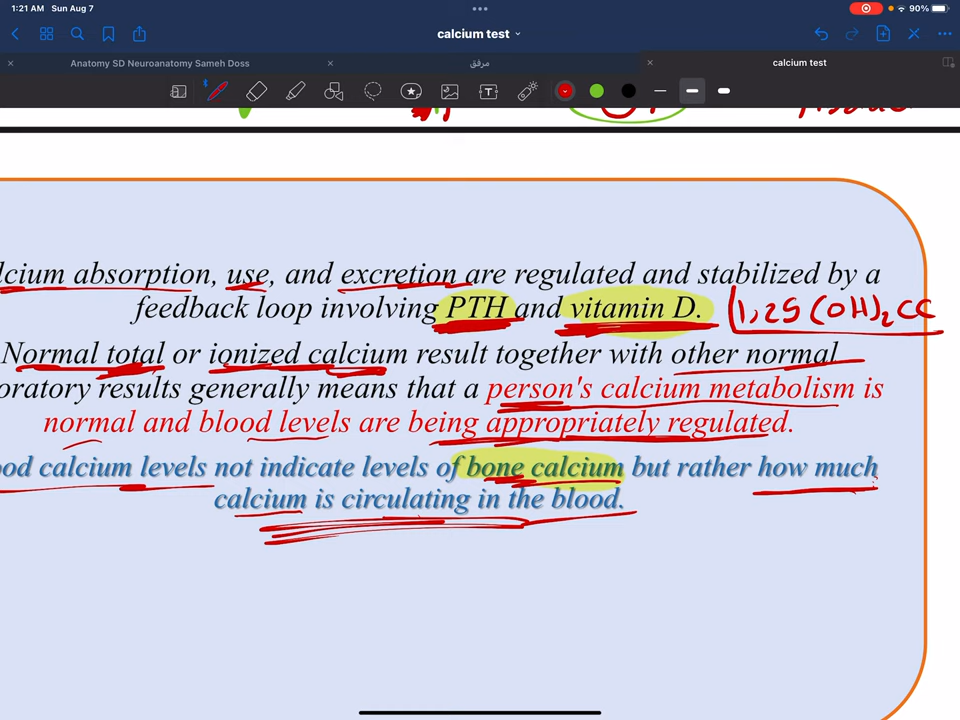 1:21 AM Sun Aug 7
90%
calcium test
Anatomy SD Neuroanatomy Sameh Doss
مرفق
calcium test
lcium absorption, use, and excretion are regulated and stabilized by a
feedback loop involving PTH and vitamin D. 1,25 (OH)2CC
Normal total or ionized calcium result together with other normal
oratory results generally means that a person's calcium metabolism is
normal and blood levels are being appropriately regulated.
ood calcium levels not indicate levels of bone calcium but rather how much
calcium is circulating in the blood.